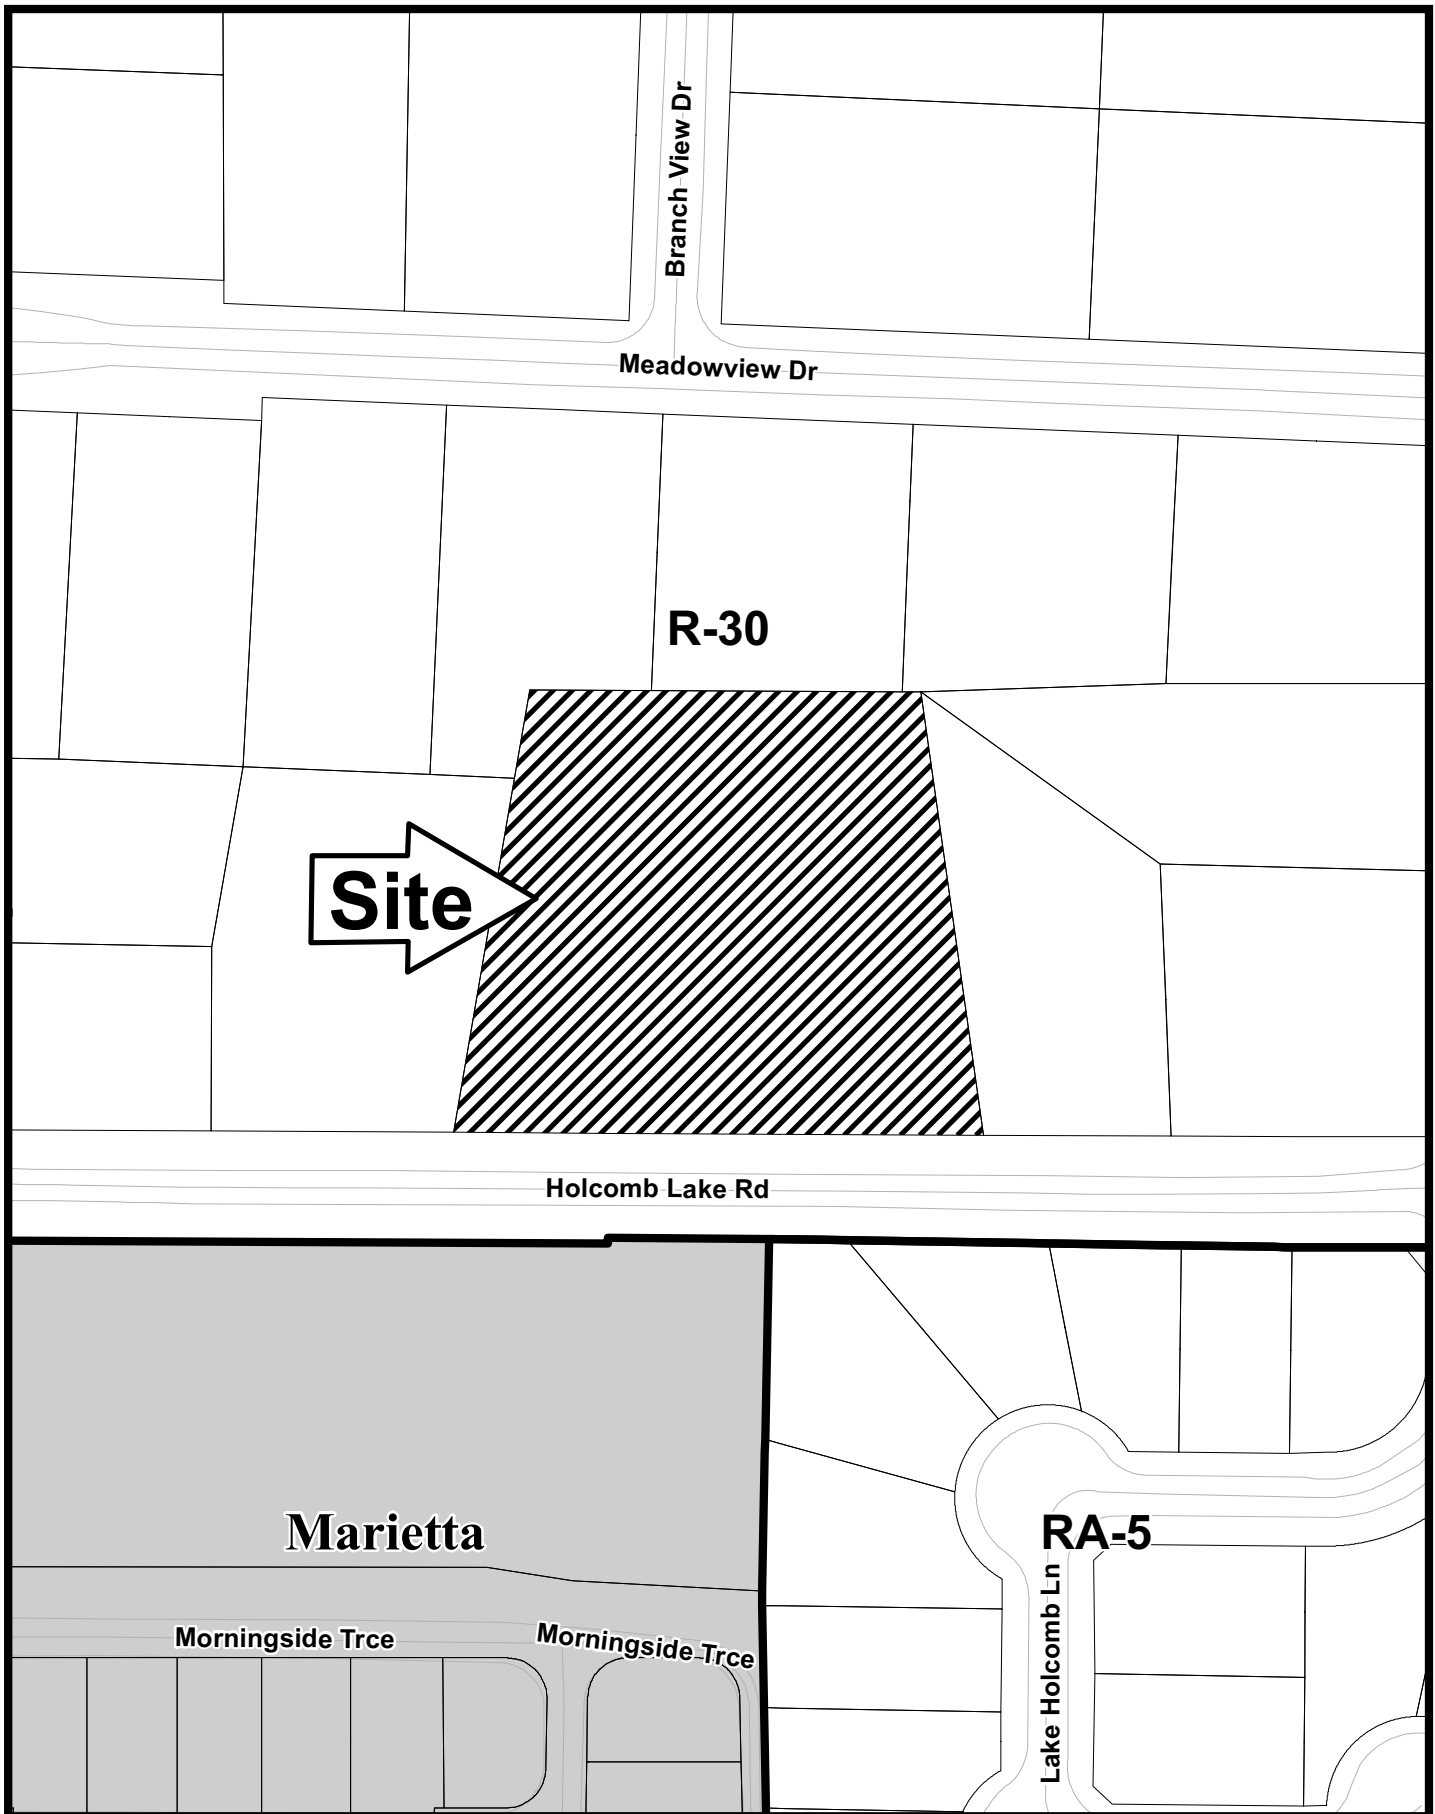 Branch View Dr
Meadowview Dr
R-30
Site
Holcomb Lake Rd
Marietta
RA-5
Lake Holcomb Ln
Morningside Trce
Morningside Trce